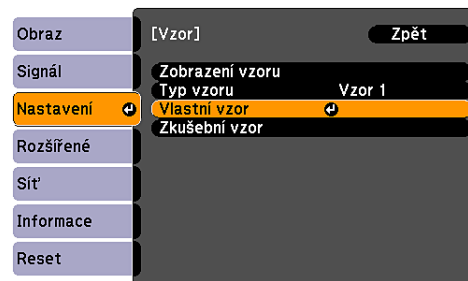 Obraz
Signál
Nastavení
Rozšířené
Síť
Informace
Reset
[Vzor] Zpět
Zobrazení vzoru
Typ vzoru Vzor 1
Vlastní vzor
Zkušební vzor